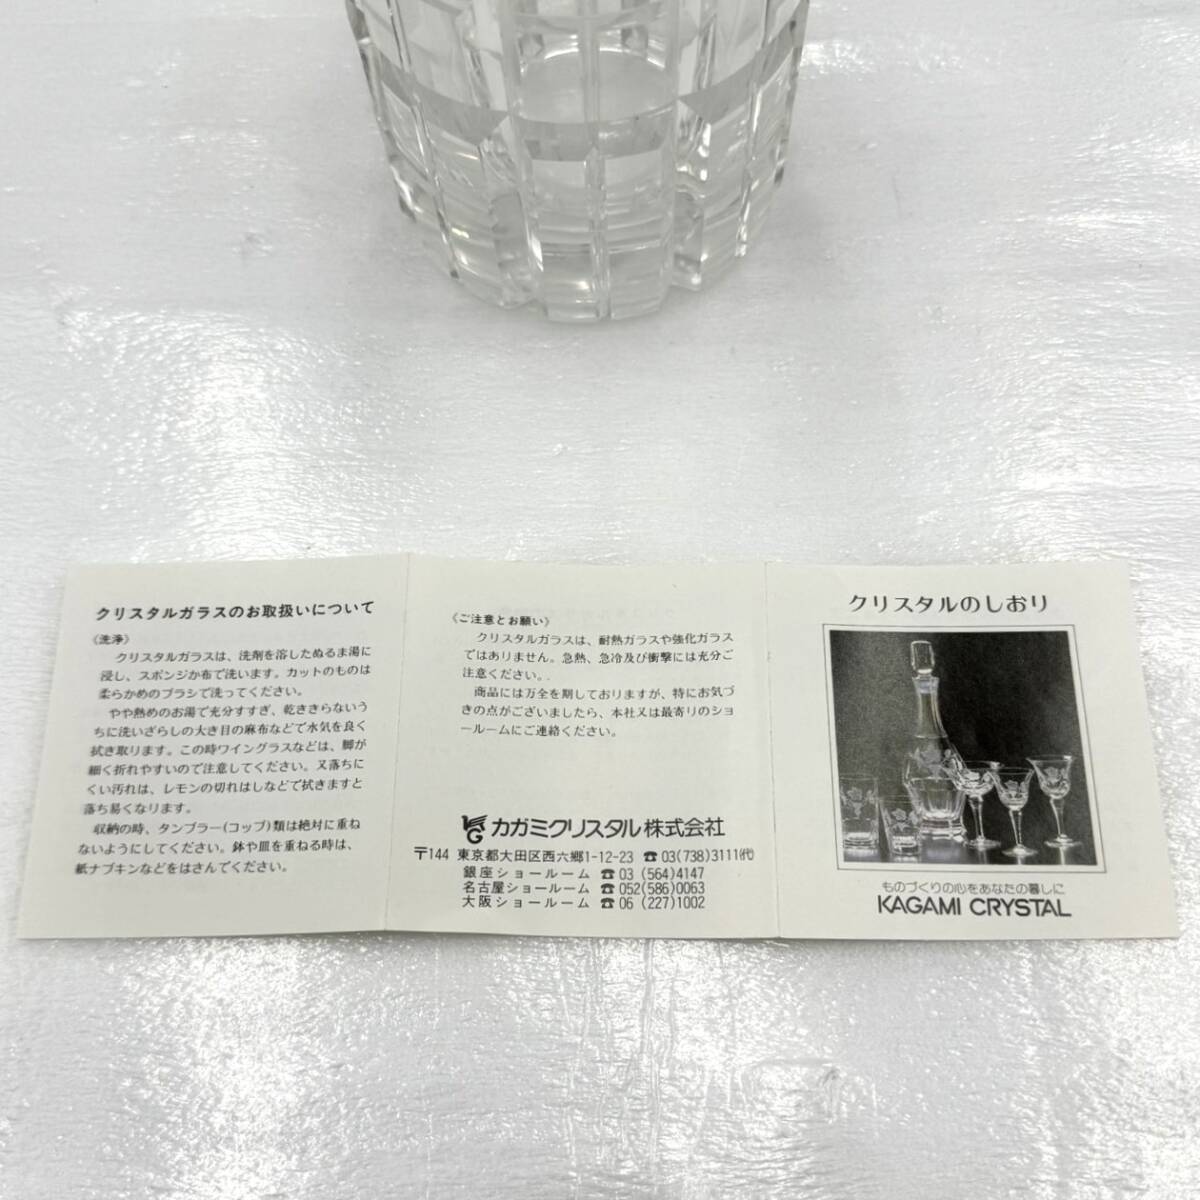 クリスタルガラスのお取扱いについて
《洗浄》
クリスタルガラスは、洗剤を溶したぬるま湯に
浸し、スポンジか布で洗います。カットのものは
柔らかめのブラシで洗ってください。
やや熱めのお湯で充分すすぎ、乾ききらないう
ちに洗いざらしの大き目の麻布などで水気を良く
拭き取ります。この時ワイングラスなどは、脚が
細く折れやすいので注意してください。又落ちに
くい汚れは、レモンの切れはしなどで拭きますと
落ち易くなります。
収納の時、タンブラー(コップ)類は絶対に重ね
ないようにしてください。鉢や皿を重ねる時は、
紙ナプキンなどをはさんでください。
《ご注意とお願い》
クリスタルガラスは、耐熱ガラスや強化ガラス
ではありません。急熱、急冷及び衝撃には充分ご
注意ください。.
商品には万全を期しておりますが、特にお気づ
きの点がございましたら、本社又は最寄りのショ
ールームにご連絡ください。
KG カガミクリスタル株式会社
〒144 東京都大田区西六郷1-12-23 ☎03(738)3111㈹
銀座ショールーム ☎03 (564)4147
名古屋ショールーム ☎052(586)0063
大阪ショールーム ☎06 (227)1002
クリスタルのしおり
ものづくりの心をあなたの暮しに
KAGAMI CRYSTAL